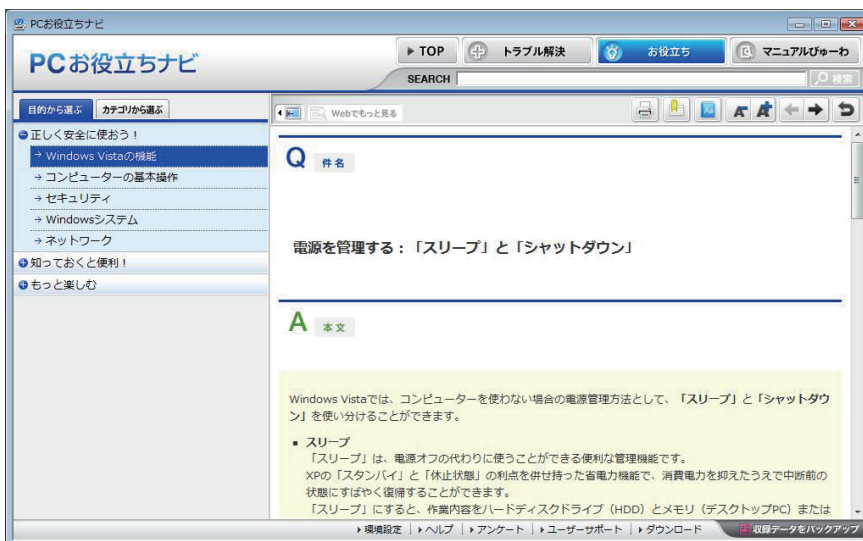 PCお役立ちナビ
PCお役立ちナビ
TOP
トラブル解決
お役立ち
マニュアルびゅーわ
SEARCH
検索
目的から選ぶ
カテゴリから選ぶ
Webでもっと見る
正しく安全に使おう！
→ Windows Vistaの機能
→ コンピューターの基本操作
→ セキュリティ
→ Windowsシステム
→ ネットワーク
知っておくと便利！
もっと楽しむ
Q 件名
電源を管理する：「スリープ」と「シャットダウン」
A 本文
Windows Vistaでは、コンピューターを使わない場合の電源管理方法として、「スリープ」と「シャットダウ
ン」を使い分けることができます。
■ スリープ
「スリープ」は、電源オフの代わりに使うことができる便利な管理機能です。
XPの「スタンバイ」と「休止状態」の利点を併せ持った省電力機能で、消費電力を抑えたうえで中断前の
状態にすばやく復帰することができます。
「スリープ」にすると、作業内容をハードディスクドライブ（HDD）とメモリ（デスクトップPC）または
環境設定
ヘルプ
アンケート
ユーザーサポート
ダウンロード
収録データをバックアップ